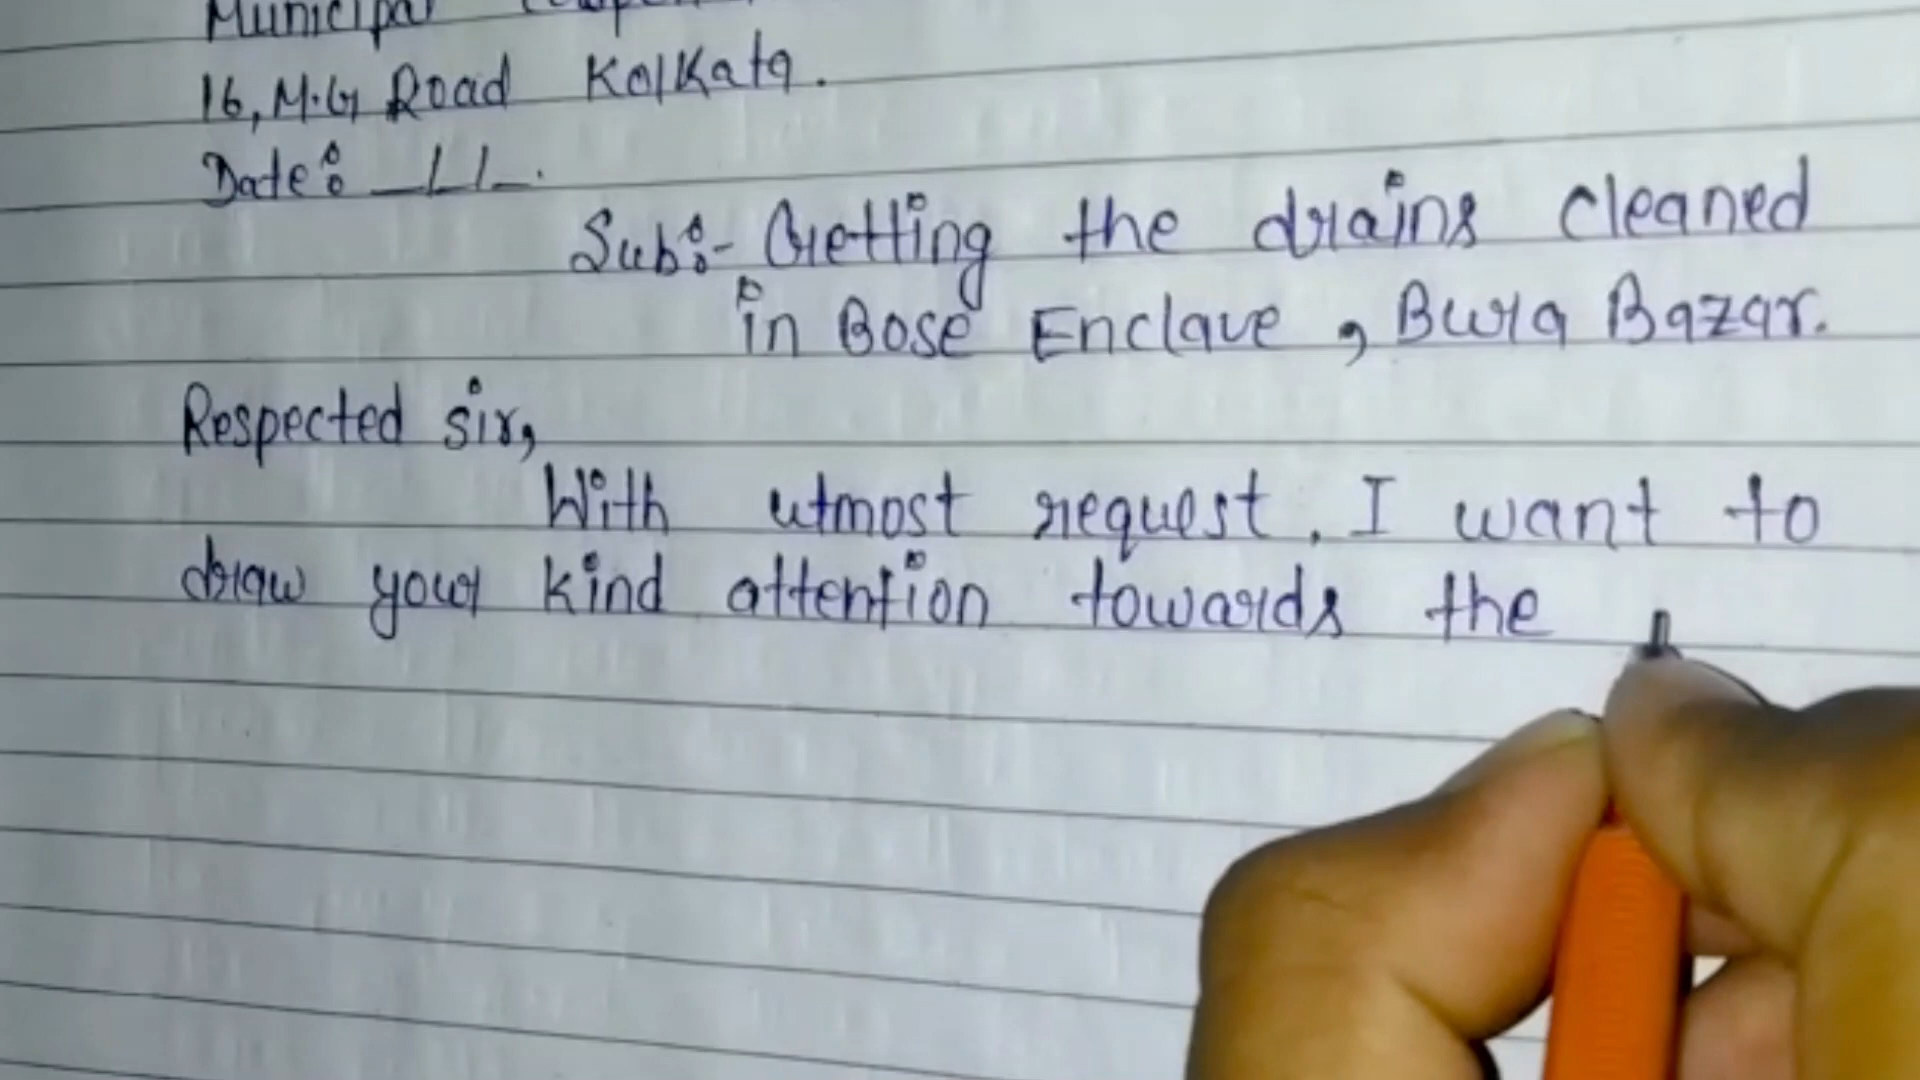 Municipal
16, M.G Road Kolkata.
Date: _/_/_.
Sub:- Getting the drains cleaned
in Bose Enclave, Bura Bazar.
Respected sir,
With utmost request. I want to
draw your kind attention towards the